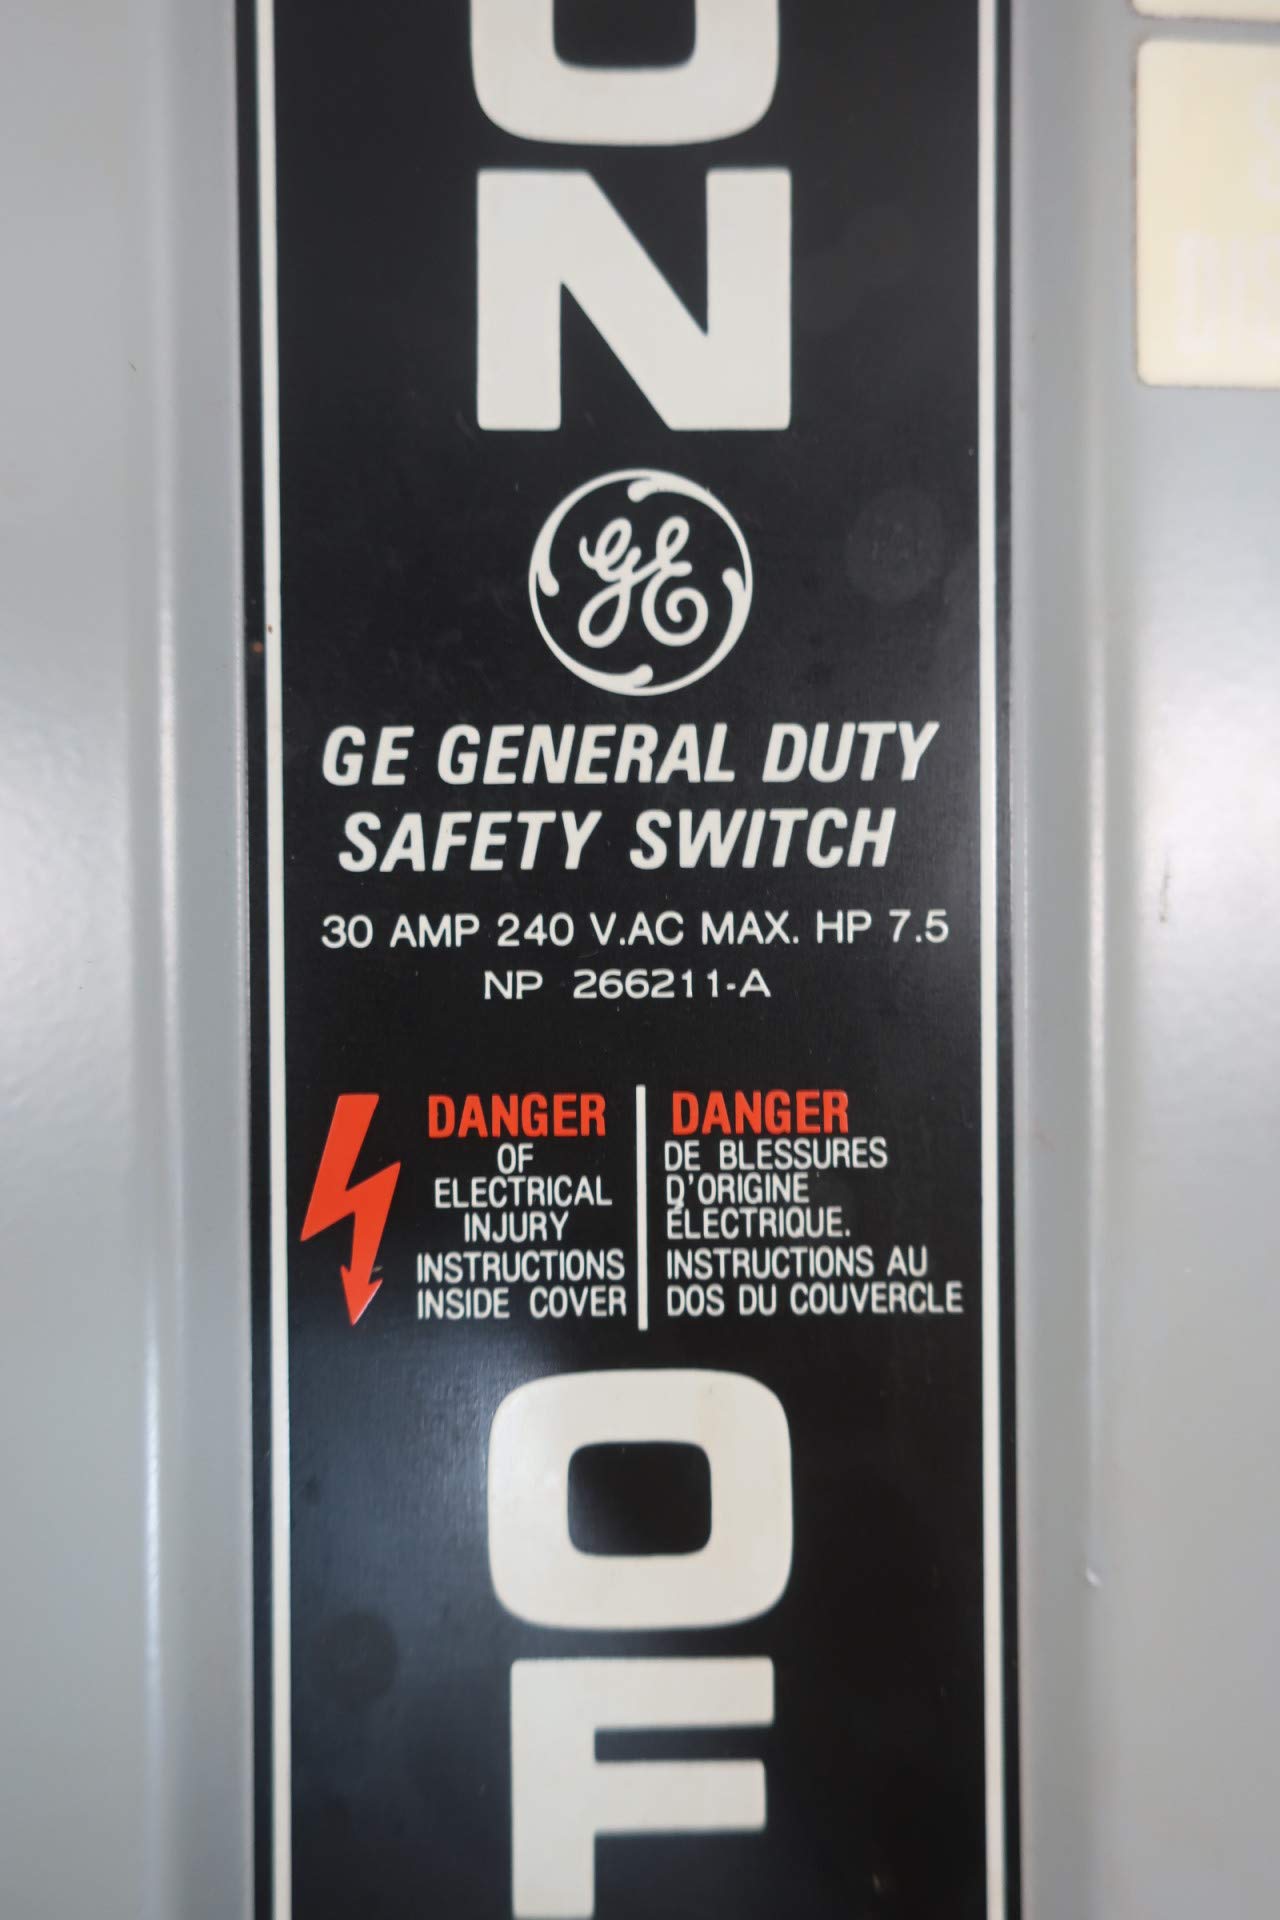 ON
GE
GE GENERAL DUTY
SAFETY SWITCH
30 AMP 240 V.AC MAX. HP 7.5
NP 266211-A
DANGER
OF
ELECTRICAL
INJURY
INSTRUCTIONS
INSIDE COVER
DANGER
DE BLESSURES
D'ORIGINE
ÉLECTRIQUE.
INSTRUCTIONS AU
DOS DU COUVERCLE
OF